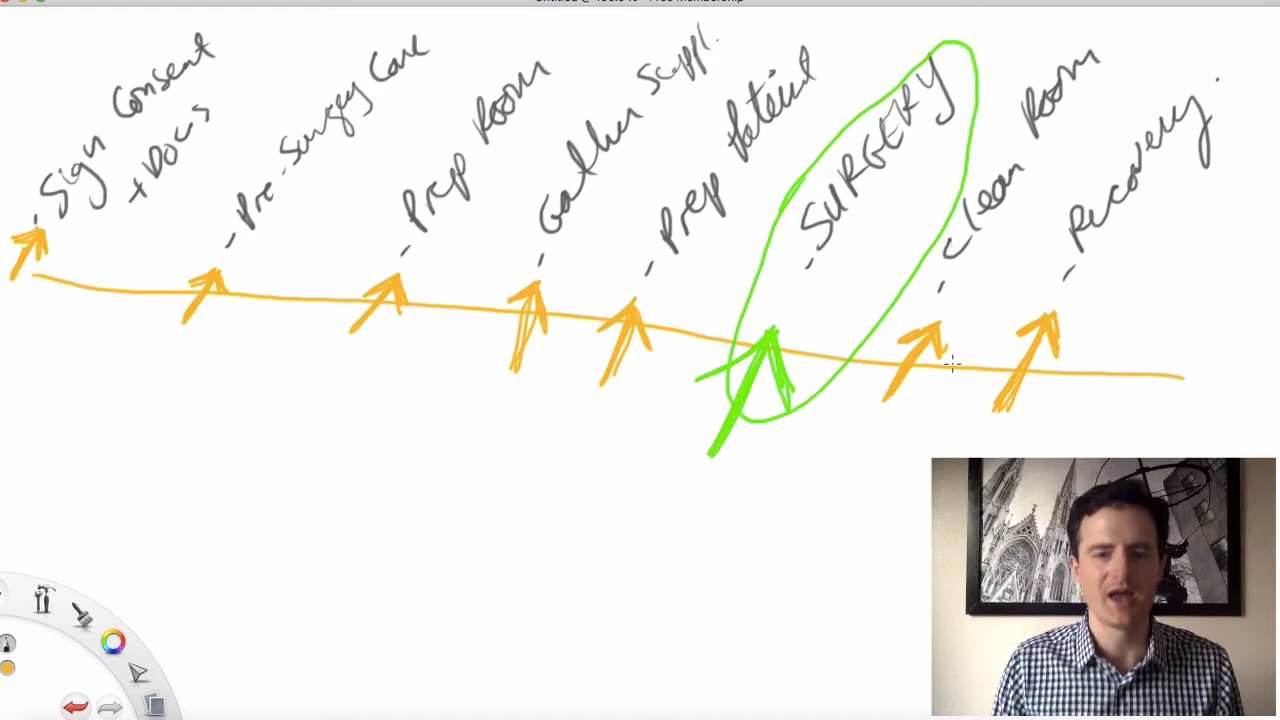 - Sign Consent
+ Docs
- Pre-Surgery Care
- Prep Room
- Gather Suppl.
- Prep Patient
- SURGERY
- Clean Room
- Recovery.